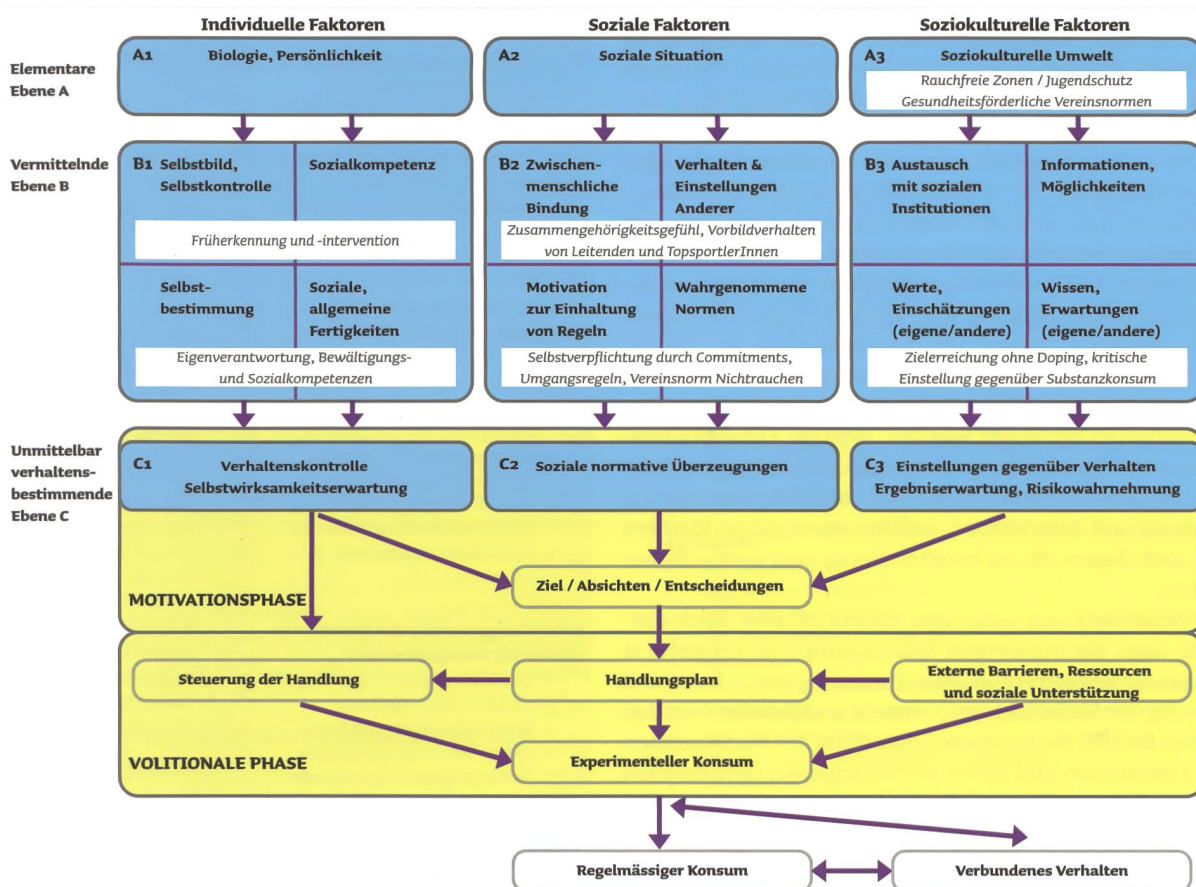 Individuelle Faktoren
Soziale Faktoren
Soziokulturelle Faktoren
Elementare
Ebene A
A1 Biologie, Persönlichkeit
A2 Soziale Situation
A3 Soziokulturelle Umwelt
Rauchfreie Zonen / Jugendschutz
Gesundheitsförderliche Vereinsnormen
Vermittelnde
Ebene B
B1 Selbstbild,
Selbstkontrolle
Sozialkompetenz
Früherkennung und -intervention
Selbst-
bestimmung
Soziale,
allgemeine
Fertigkeiten
Eigenverantwortung, Bewältigungs-
und Sozialkompetenzen
B2 Zwischen-
menschliche
Bindung
Verhalten &
Einstellungen
Anderer
Zusammengehörigkeitsgefühl, Vorbildverhalten
von Leitenden und TopsportlerInnen
Motivation
zur Einhaltung
von Regeln
Wahrgenommene
Normen
Selbstverpflichtung durch Commitments,
Umgangsregeln, Vereinsnorm Nichtrauchen
B3 Austausch
mit sozialen
Institutionen
Informationen,
Möglichkeiten
Werte,
Einschätzungen
(eigene/andere)
Wissen,
Erwartungen
(eigene/andere)
Zielerreichung ohne Doping, kritische
Einstellung gegenüber Substanzkonsum
Unmittelbar
verhaltens-
bestimmende
Ebene C
C1 Verhaltenskontrolle
Selbstwirksamkeitserwartung
C2 Soziale normative Überzeugungen
C3 Einstellungen gegenüber Verhalten
Ergebniserwartung, Risikowahrnehmung
Ziel / Absichten / Entscheidungen
MOTIVATIONSPHASE
Steuerung der Handlung
Handlungsplan
Externe Barrieren, Ressourcen
und soziale Unterstützung
Experimenteller Konsum
VOLITIONALE PHASE
Regelmässiger Konsum
Verbundenes Verhalten